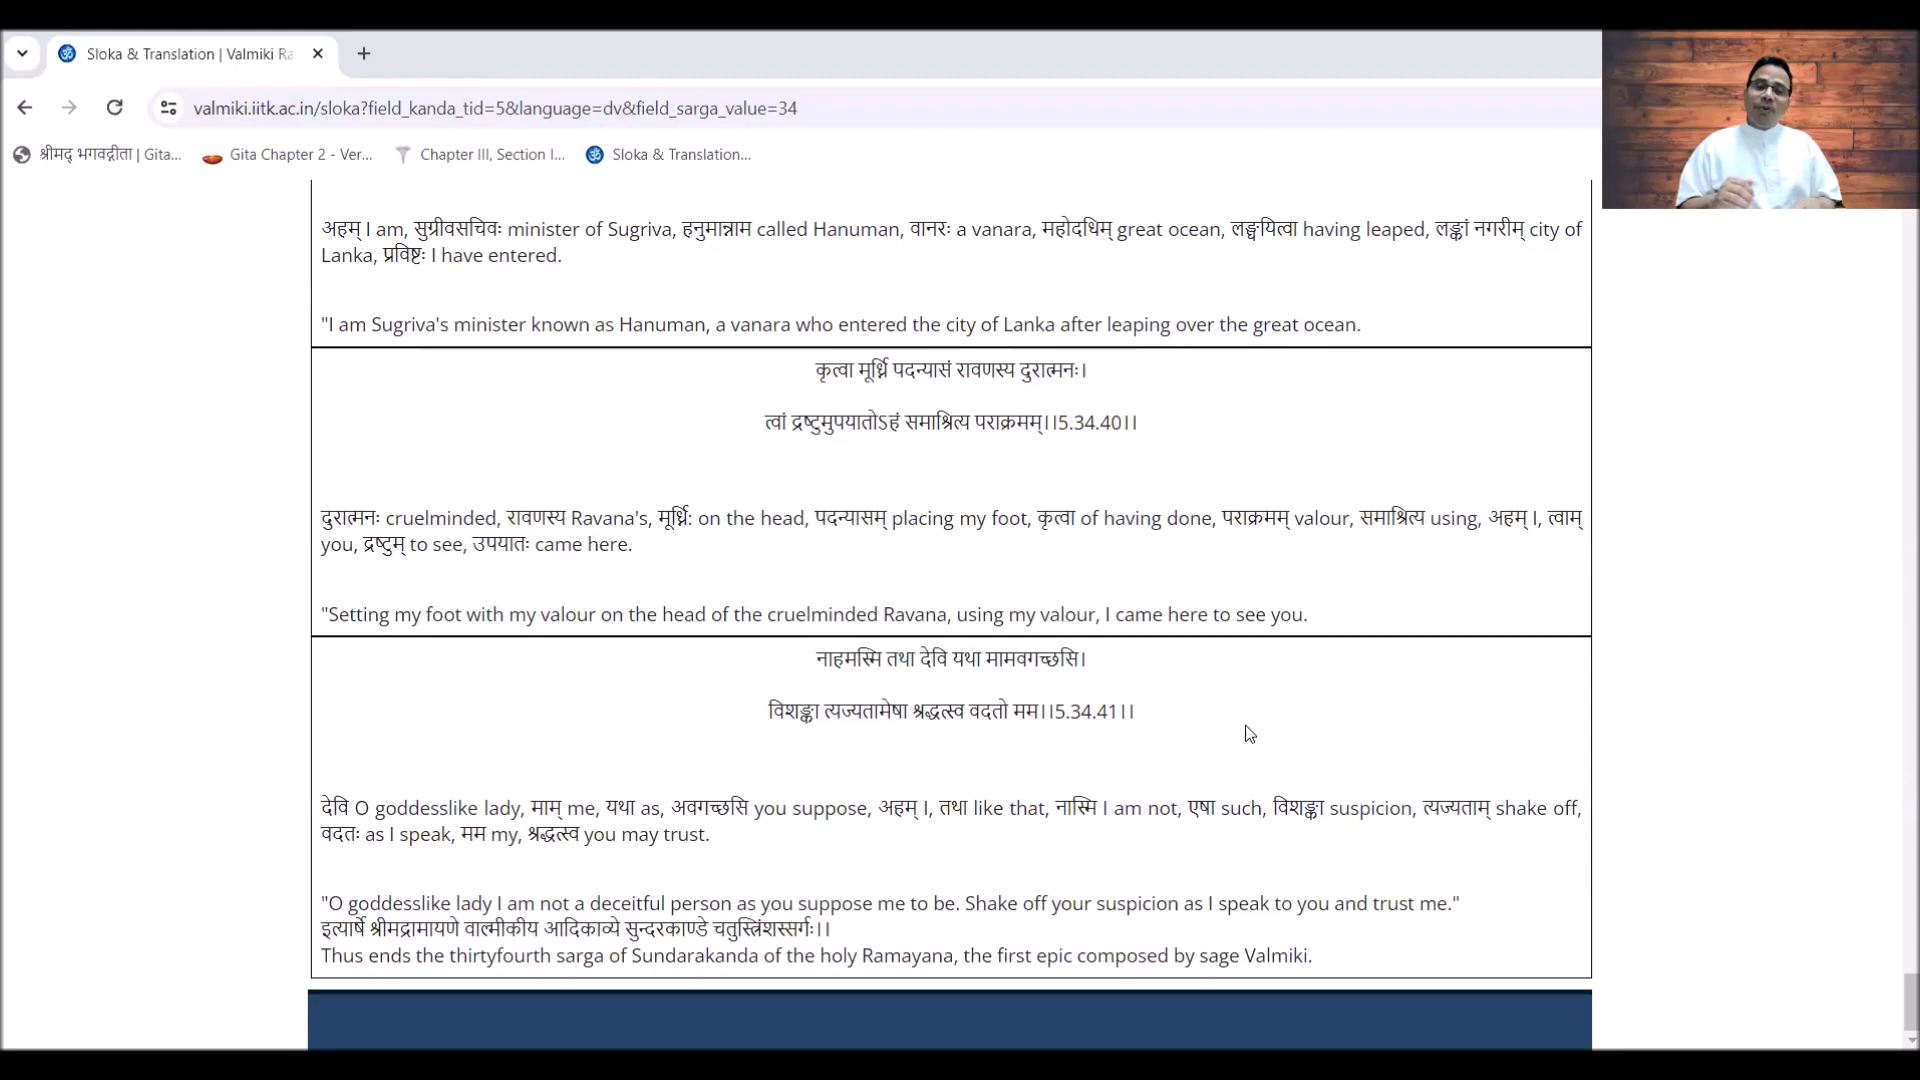 Sloka & Translation | Valmiki Ra
valmiki.iitk.ac.in/sloka?field_kanda_tid=5&language=dv&field_sarga_value=34
श्रीमद् भगवद्गीता | Gita...
Gita Chapter 2 - Ver...
Chapter III, Section I...
Sloka & Translation...
अहम् I am, सुग्रीवसचिवः minister of Sugriva, हनुमान्नाम called Hanuman, वानरः a vanara, महोदधिम् great ocean, लङ्घयित्वा having leaped, लङ्कां नगरीम् city of
Lanka, प्रविष्टः I have entered.
"I am Sugriva's minister known as Hanuman, a vanara who entered the city of Lanka after leaping over the great ocean.
कृत्वा मूर्ध्नि पदन्यासं रावणस्य दुरात्मनः।
त्वां द्रष्टुमुपयातोऽहं समाश्रित्य पराक्रमम्।।5.34.40।।
दुरात्मनः cruelminded, रावणस्य Ravana's, मूर्ध्नि: on the head, पदन्यासम् placing my foot, कृत्वा of having done, पराक्रमम् valour, समाश्रित्य using, अहम् I, त्वाम्
you, द्रष्टुम् to see, उपयातः came here.
"Setting my foot with my valour on the head of the cruelminded Ravana, using my valour, I came here to see you.
नाहमस्मि तथा देवि यथा मामवगच्छसि।
विशङ्का त्यज्यतामेषा श्रद्धत्स्व वदतो मम।।5.34.41।।
देवि O goddesslike lady, माम् me, यथा as, अवगच्छसि you suppose, अहम् I, तथा like that, नास्मि I am not, एषा such, विशङ्का suspicion, त्यज्यताम् shake off,
वदतः as I speak, मम my, श्रद्धत्स्व you may trust.
"O goddesslike lady I am not a deceitful person as you suppose me to be. Shake off your suspicion as I speak to you and trust me."
इत्यार्षे श्रीमद्रामायणे वाल्मीकीय आदिकाव्ये सुन्दरकाण्डे चतुस्त्रिंशस्सर्गः।।
Thus ends the thirtyfourth sarga of Sundarakanda of the holy Ramayana, the first epic composed by sage Valmiki.